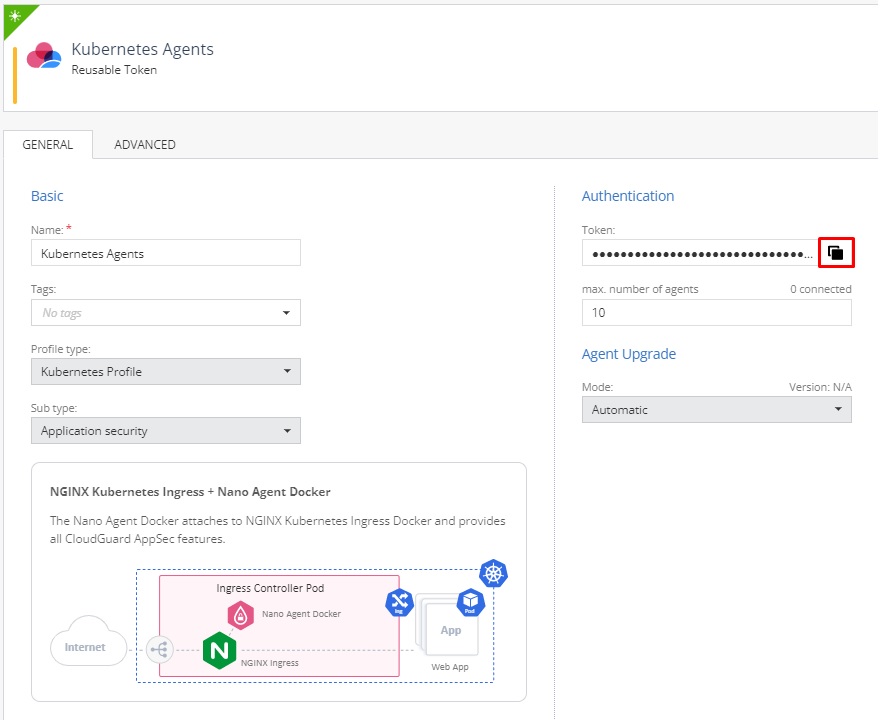 Kubernetes Agents
Reusable Token
GENERAL
ADVANCED
Basic
Name: *
Kubernetes Agents
Tags:
No tags
Profile type:
Kubernetes Profile
Sub type:
Application security
Authentication
Token:
●●●●●●●●●●●●●●●●●●●●●●●●●●●●●●...
max. number of agents 0 connected
10
Agent Upgrade
Mode: Version: N/A
Automatic
NGINX Kubernetes Ingress + Nano Agent Docker
The Nano Agent Docker attaches to NGINX Kubernetes Ingress Docker and provides
all CloudGuard AppSec features.
Ingress Controller Pod
Nano Agent Docker
Internet
N
NGINX Ingress
ing
Pod
App
Web App